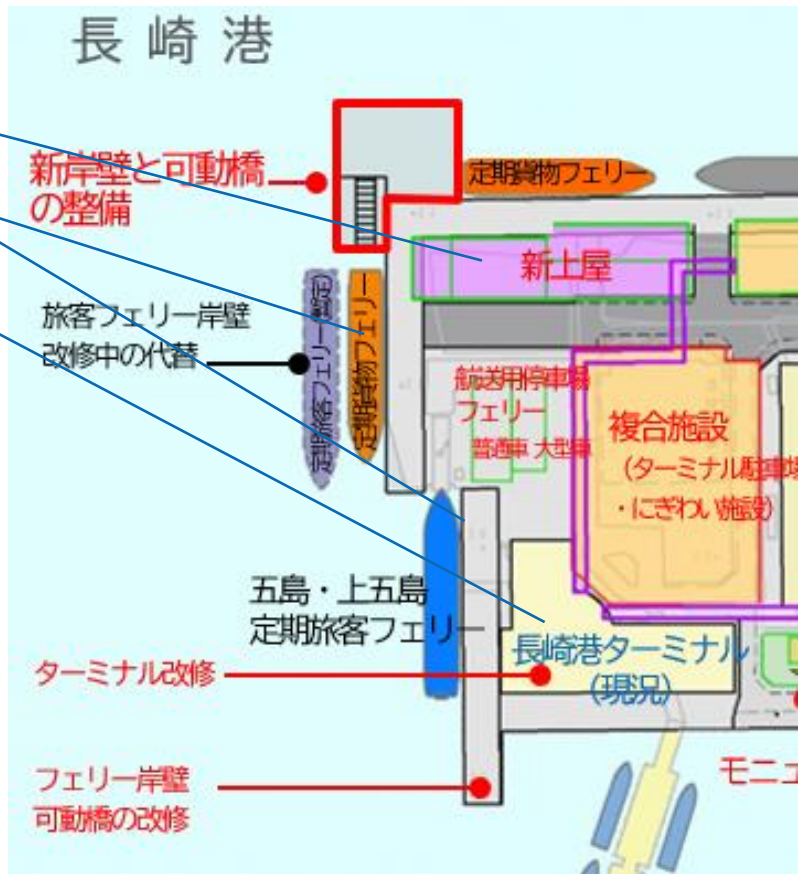 長崎港
新岸壁と可動橋
の整備
定期貨物フェリー
新上屋
旅客フェリー岸壁
改修中の代替
定期旅客フェリー(暫定)
定期貨物フェリー
航送用停車場
フェリー
普通車 大型車
複合施設
(ターミナル駐車場
・にぎわい施設)
五島・上五島
定期旅客フェリー
長崎港ターミナル
(現況)
ターミナル改修
フェリー岸壁
可動橋の改修
モニュ